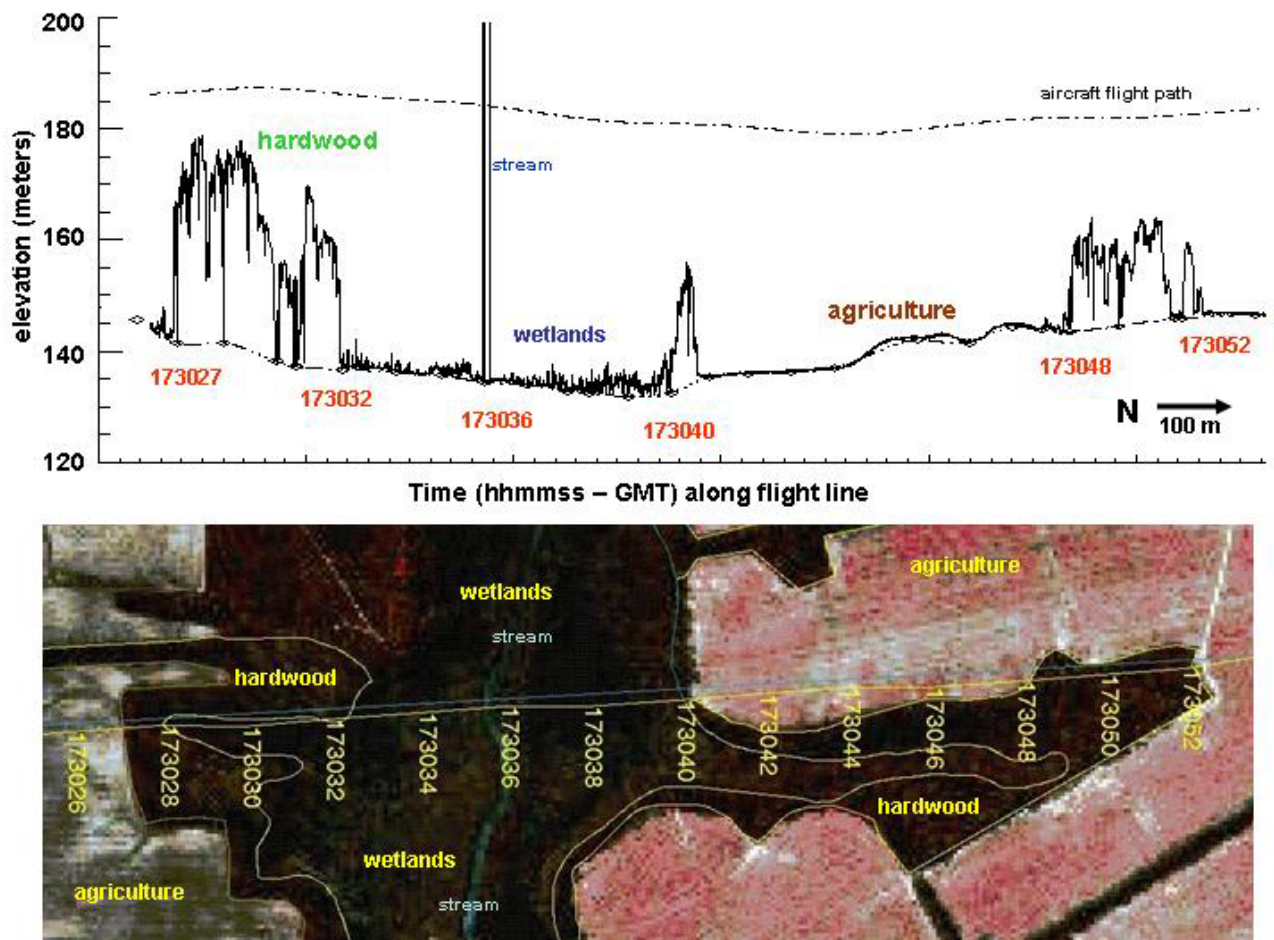 200
aircraft flight path
180
hardwood
stream
160
elevation (meters)
wetlands
agriculture
140
173027
173032
173036
173040
173048
173052
N
100 m
120
Time (hhmmss – GMT) along flight line
wetlands
agriculture
stream
hardwood
173026
173028
173030
173032
173034
173036
173038
173040
173042
173044
173046
173048
173050
173052
hardwood
wetlands
agriculture
stream